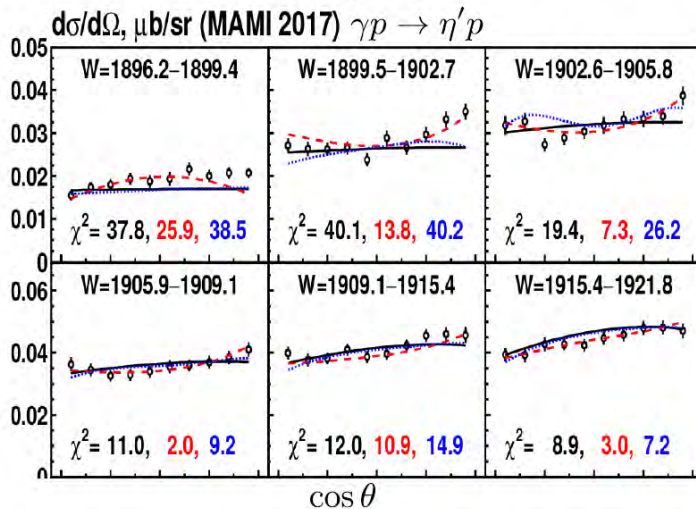 dσ/dΩ, μb/sr (MAMI 2017) γp → η′p
0.05
W=1896.2–1899.4
W=1899.5–1902.7
W=1902.6–1905.8
0.04
0.03
0.02
0.01
χ²= 37.8, 25.9, 38.5
χ²= 40.1, 13.8, 40.2
χ²= 19.4, 7.3, 26.2
0
0.06
W=1905.9–1909.1
W=1909.1–1915.4
W=1915.4–1921.8
0.04
0.02
χ²= 11.0, 2.0, 9.2
χ²= 12.0, 10.9, 14.9
χ²= 8.9, 3.0, 7.2
0
cos θ